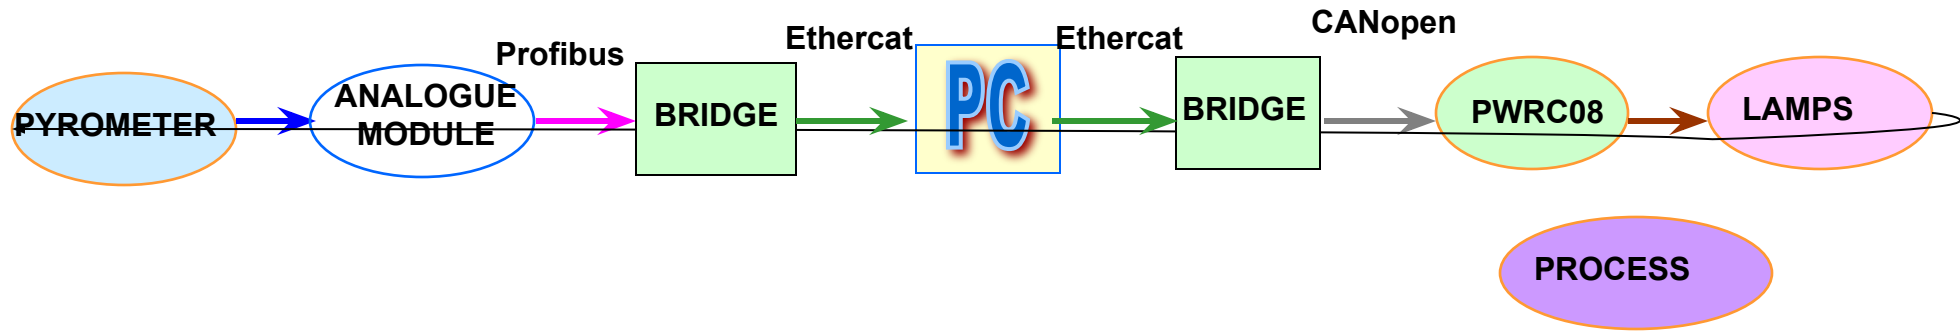 CANopen
Profibus
Ethercat
Ethercat
PYROMETER
ANALOGUE
MODULE
BRIDGE
PC
BRIDGE
PWRC08
LAMPS
PROCESS